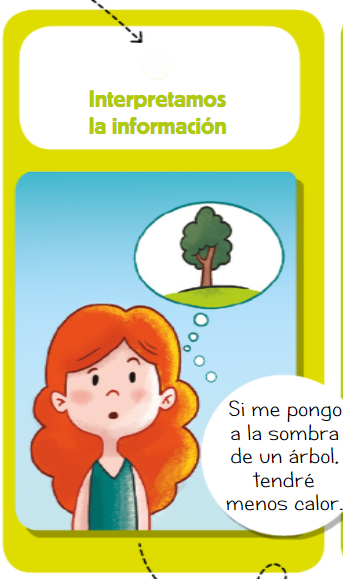 Interpretamos
la información
Si me pongo
a la sombra
de un árbol,
tendré
menos calor.